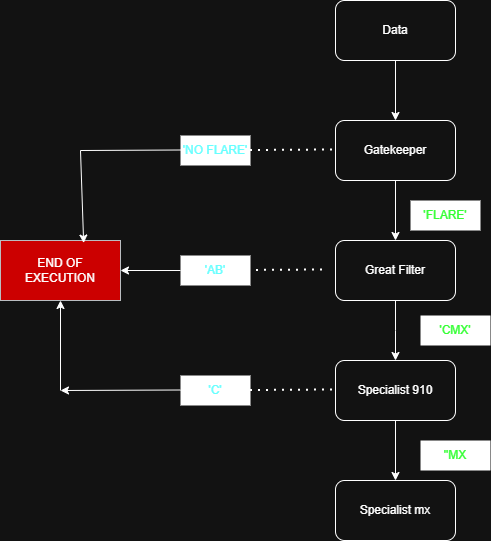 Data
'NO FLARE'
Gatekeeper
'FLARE'
END OF
EXECUTION
'AB'
Great Filter
'CMX'
'C'
Specialist 910
"MX
Specialist mx